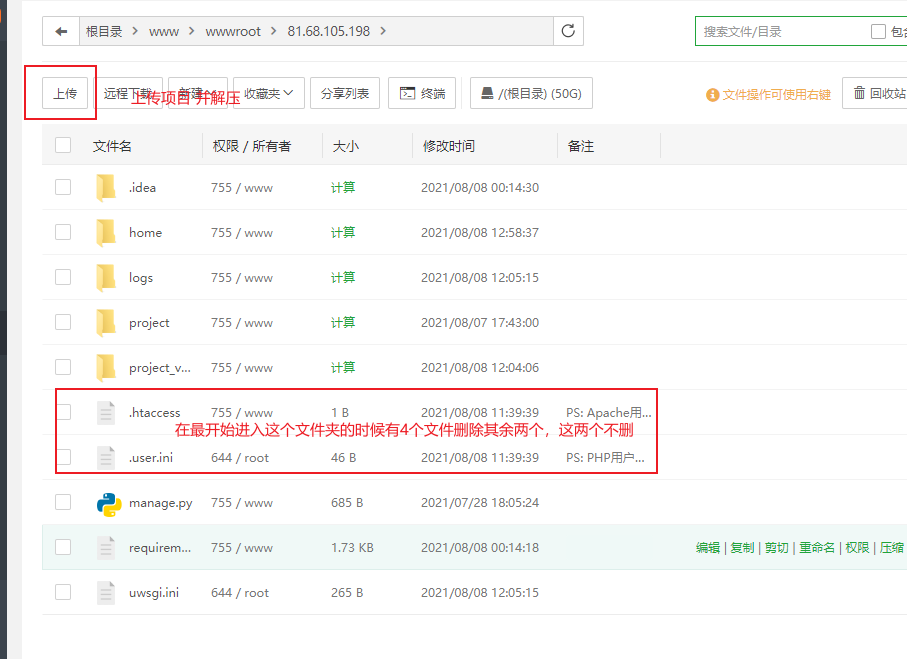 根目录 > www > wwwroot > 81.68.105.198 >
搜索文件/目录
上传 远程下载 新建 收藏夹 分享列表 终端 /(根目录) (50G) 文件操作可使用右键 回收站
上传项目 并解压
文件名 权限 / 所有者 大小 修改时间 备注
.idea 755 / www 计算 2021/08/08 00:14:30
home 755 / www 计算 2021/08/08 12:58:37
logs 755 / www 计算 2021/08/08 12:05:15
project 755 / www 计算 2021/08/07 17:43:00
project_v... 755 / www 计算 2021/08/08 12:04:06
.htaccess 755 / www 1 B 2021/08/08 11:39:39 PS: Apache用...
在最开始进入这个文件夹的时候有4个文件删除其余两个，这两个不删
.user.ini 644 / root 46 B 2021/08/08 11:39:39 PS: PHP用户...
manage.py 755 / www 685 B 2021/07/28 18:05:24
requirem... 755 / www 1.73 KB 2021/08/08 00:14:18 编辑 | 复制 | 剪切 | 重命名 | 权限 | 压缩
uwsgi.ini 644 / root 265 B 2021/08/08 12:05:15